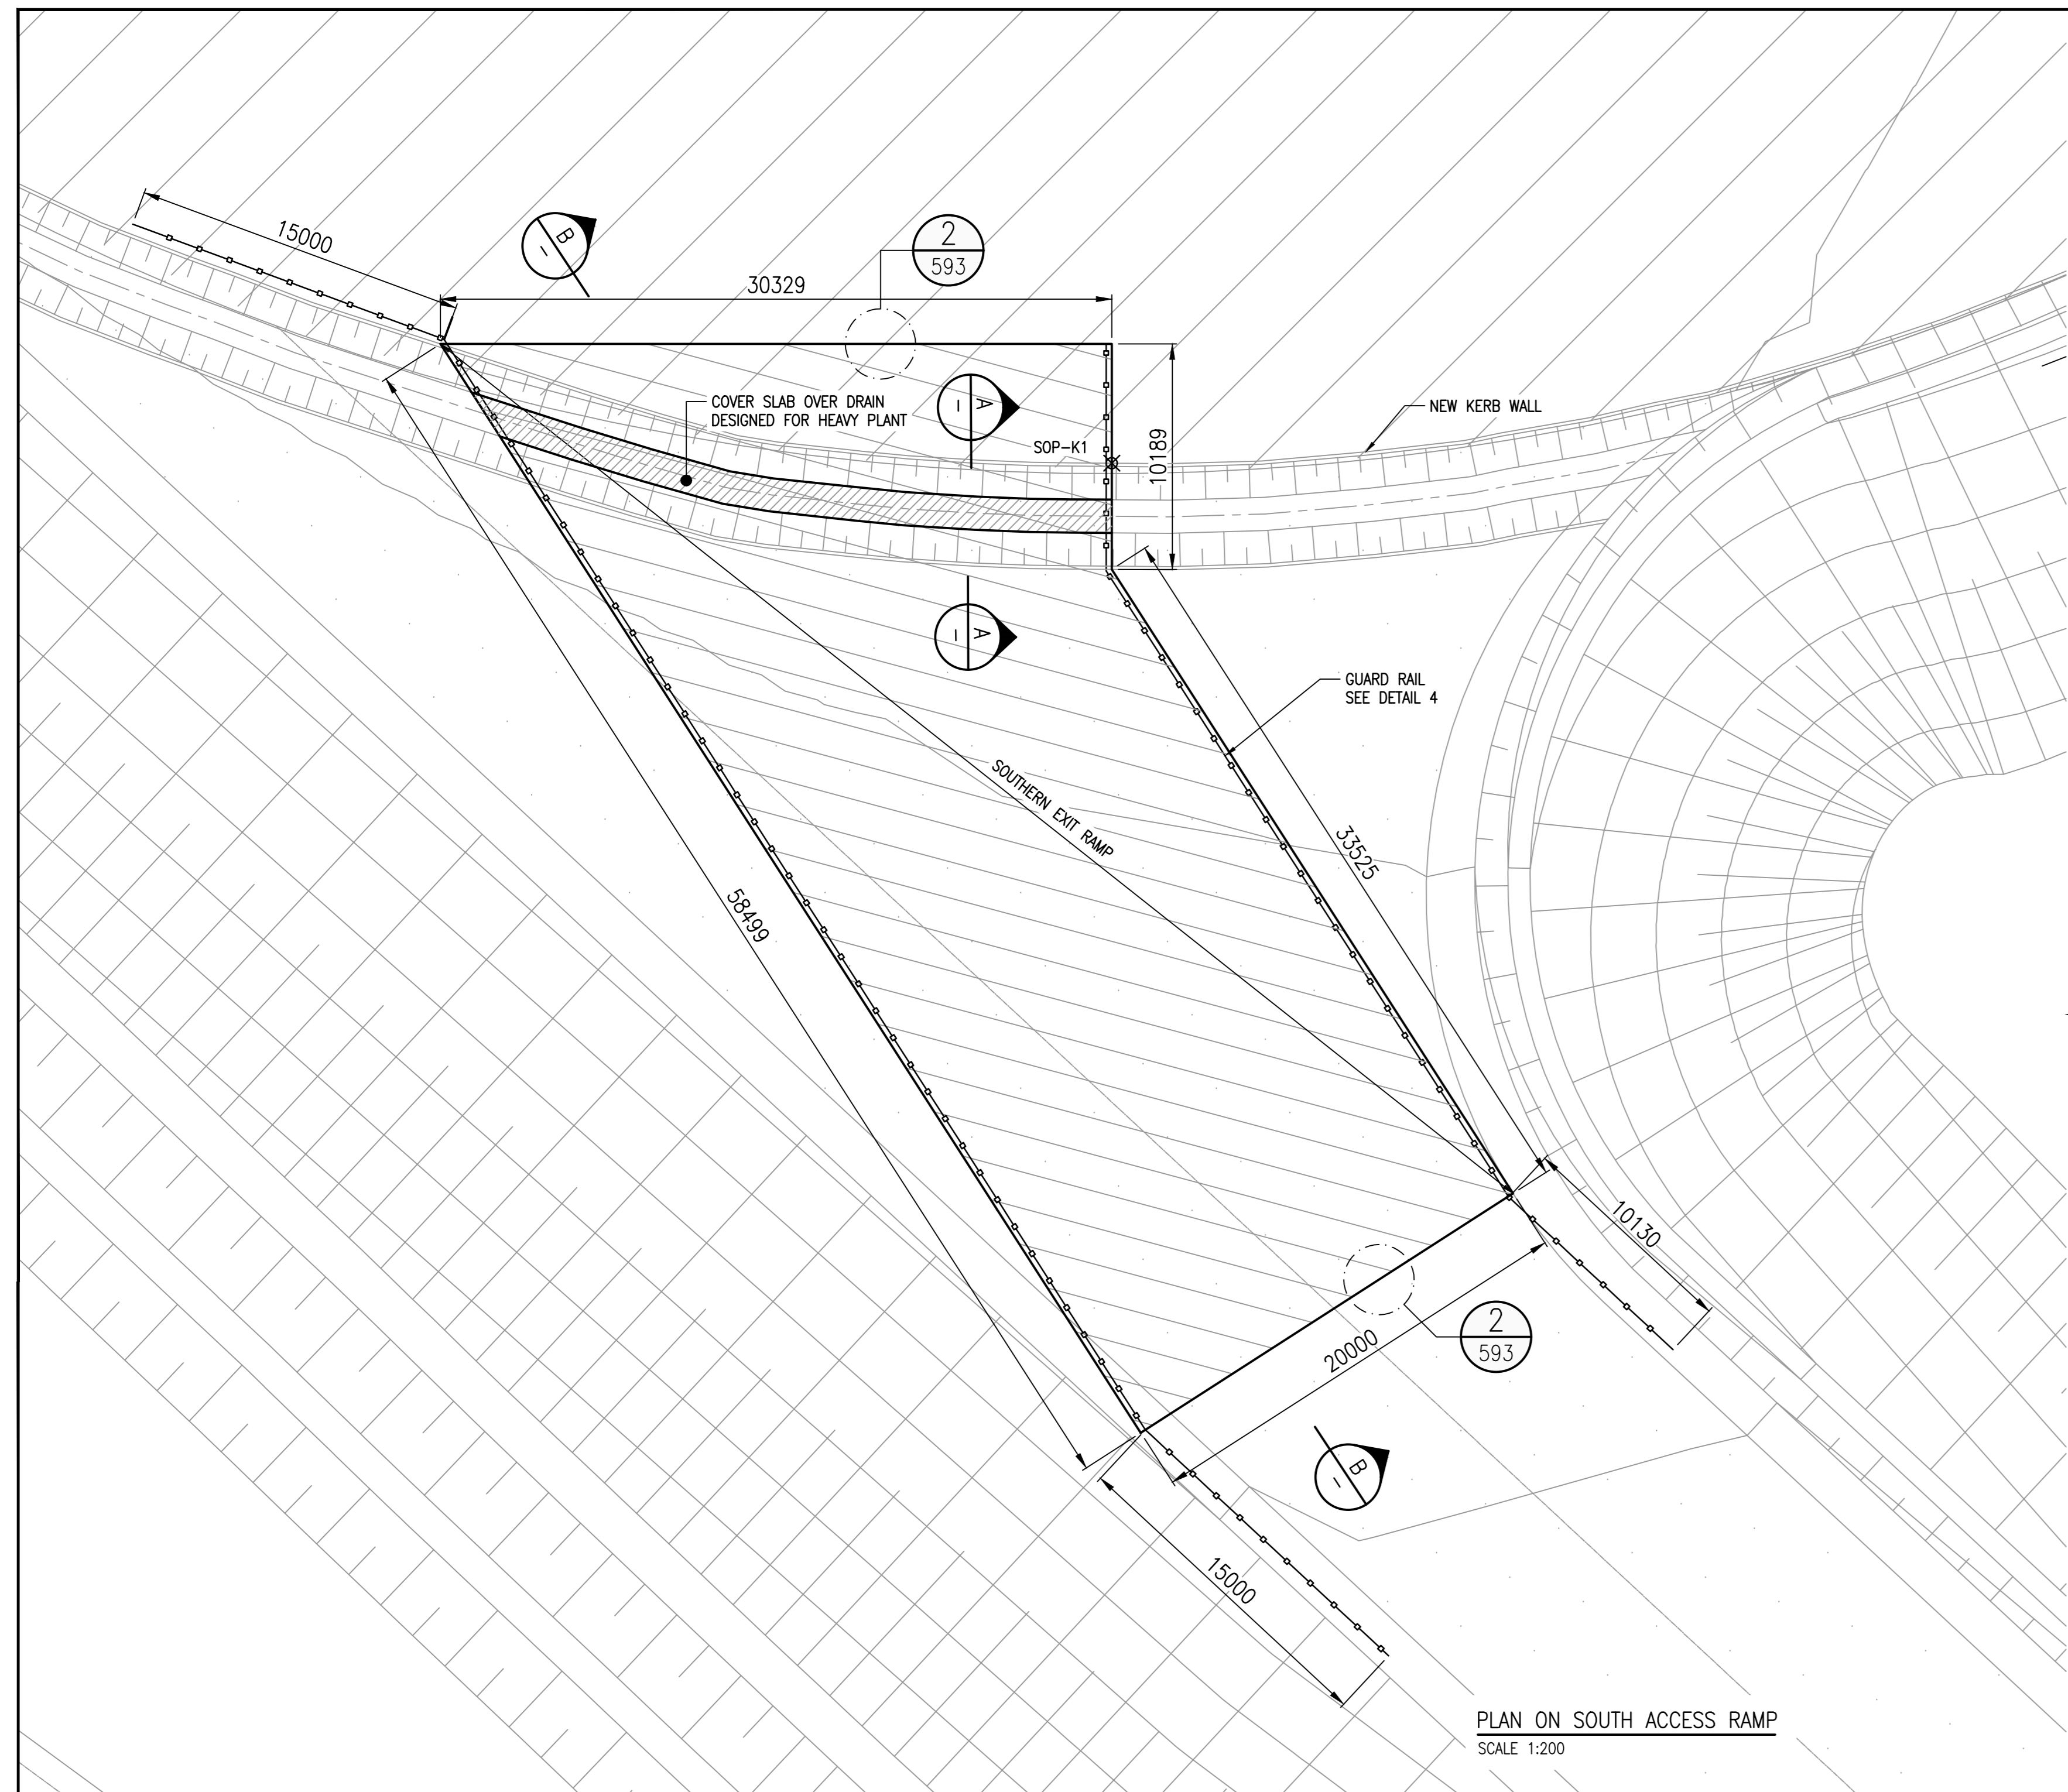 15000
B
–
2
593
30329
COVER SLAB OVER DRAIN
DESIGNED FOR HEAVY PLANT
A
–
SOP-K1
10189
NEW KERB WALL
A
–
GUARD RAIL
SEE DETAIL 4
SOUTHERN EXIT RAMP
33525
58499
10130
20000
2
593
B
–
15000
PLAN ON SOUTH ACCESS RAMP
SCALE 1:200